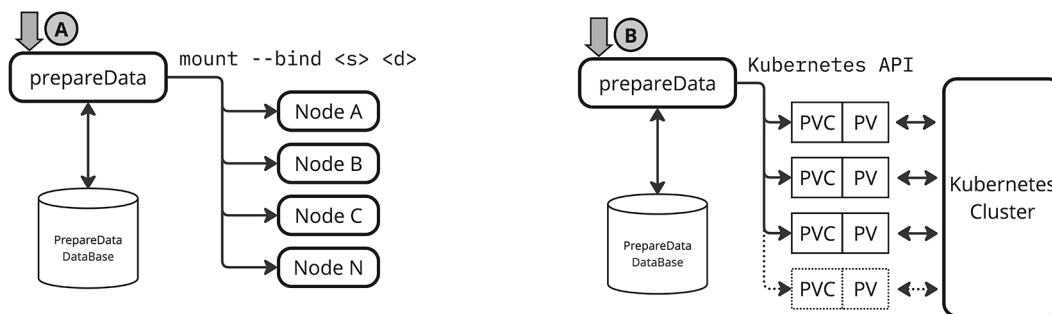 A
prepareData
mount --bind <s> <d>
Node A
Node B
Node C
Node N
PrepareData
DataBase
B
prepareData
Kubernetes API
PVC PV
PVC PV
PVC PV
PVC PV
Kubernetes
Cluster
PrepareData
DataBase